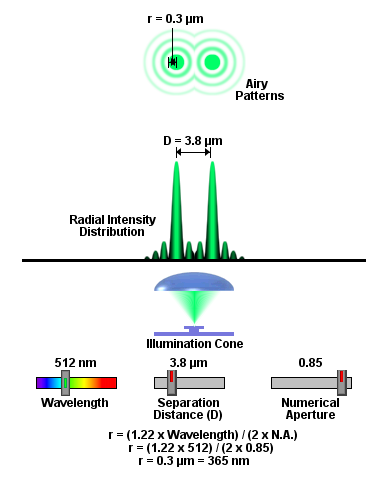 r = 0.3 µm
Airy
Patterns
D = 3.8 µm
Radial Intensity
Distribution
Illumination Cone
512 nm
3.8 µm
0.85
Wavelength
Separation
Distance (D)
Numerical
Aperture
r = (1.22 x Wavelength) / (2 x N.A.)
r = (1.22 x 512) / (2 x 0.85)
r = 0.3 µm = 365 nm